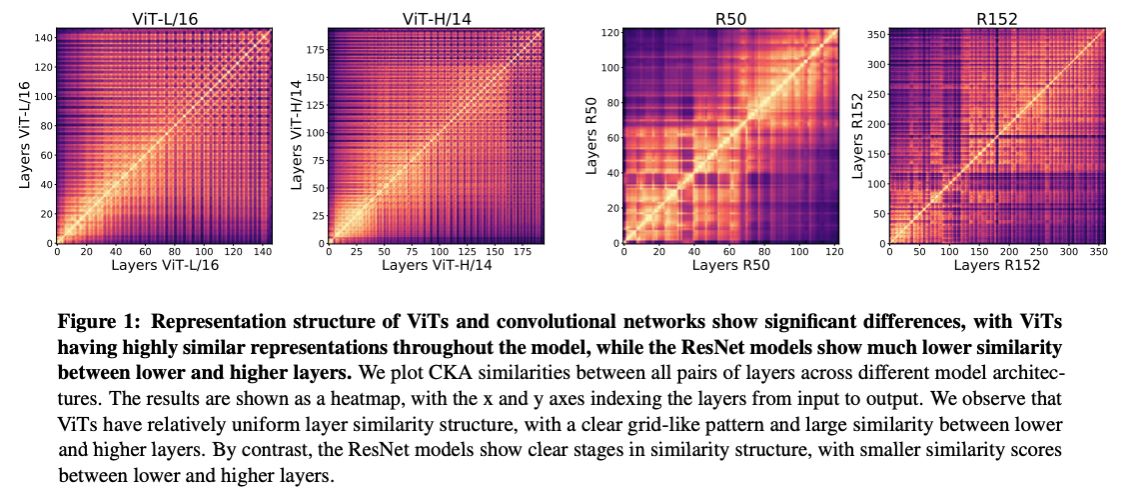 ViT-L/16
ViT-H/14
R50
R152
140
120
100
80
60
40
20
0
Layers ViT-L/16
0 20 40 60 80 100 120 140
Layers ViT-L/16
175
150
125
100
75
50
25
0
Layers ViT-H/14
0 25 50 75 100 125 150 175
Layers ViT-H/14
120
100
80
60
40
20
0
Layers R50
0 20 40 60 80 100 120
Layers R50
350
300
250
200
150
100
50
0
Layers R152
0 50 100 150 200 250 300 350
Layers R152
Figure 1: Representation structure of ViTs and convolutional networks show significant differences, with ViTs
having highly similar representations throughout the model, while the ResNet models show much lower similarity
between lower and higher layers. We plot CKA similarities between all pairs of layers across different model architec-
tures. The results are shown as a heatmap, with the x and y axes indexing the layers from input to output. We observe that
ViTs have relatively uniform layer similarity structure, with a clear grid-like pattern and large similarity between lower
and higher layers. By contrast, the ResNet models show clear stages in similarity structure, with smaller similarity scores
between lower and higher layers.